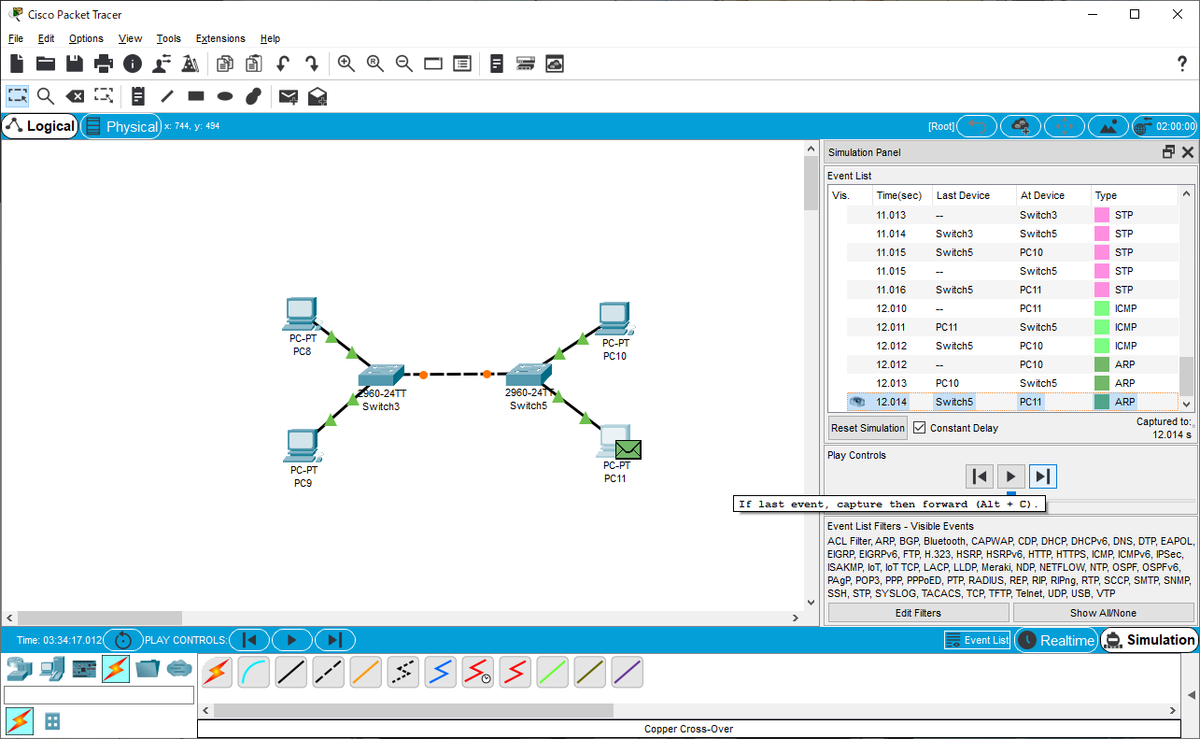 Cisco Packet Tracer
File Edit Options View Tools Extensions Help
Logical Physical x: 744, y: 494 [Root] 02:00:00
Simulation Panel
Event List
Vis. Time(sec) Last Device At Device Type
11.013 -- Switch3 STP
11.014 Switch3 Switch5 STP
11.015 Switch5 PC10 STP
11.015 -- Switch5 STP
11.016 Switch5 PC11 STP
12.010 -- PC11 ICMP
12.011 PC11 Switch5 ICMP
12.012 Switch5 PC10 ICMP
12.012 -- PC10 ARP
12.013 PC10 Switch5 ARP
12.014 Switch5 PC11 ARP
Reset Simulation Constant Delay Captured to:
12.014 s
Play Controls
If last event, capture then forward (Alt + C).
Event List Filters - Visible Events
ACL Filter, ARP, BGP, Bluetooth, CAPWAP, CDP, DHCP, DHCPv6, DNS, DTP, EAPOL,
EIGRP, EIGRPv6, FTP, H.323, HSRP, HSRPv6, HTTP, HTTPS, ICMP, ICMPv6, IPSec,
ISAKMP, IoT, IoT TCP, LACP, LLDP, Meraki, NDP, NETFLOW, NTP, OSPF, OSPFv6,
PAgP, POP3, PPP, PPPoED, PTP, RADIUS, REP, RIP, RIPng, RTP, SCCP, SMTP, SNMP,
SSH, STP, SYSLOG, TACACS, TCP, TFTP, Telnet, UDP, USB, VTP
Edit Filters Show All/None
PC-PT
PC8
PC-PT
PC10
2960-24TT
Switch3
2960-24TT
Switch5
PC-PT
PC9
PC-PT
PC11
Time: 03:34:17.012 PLAY CONTROLS: Event List Realtime Simulation
Copper Cross-Over